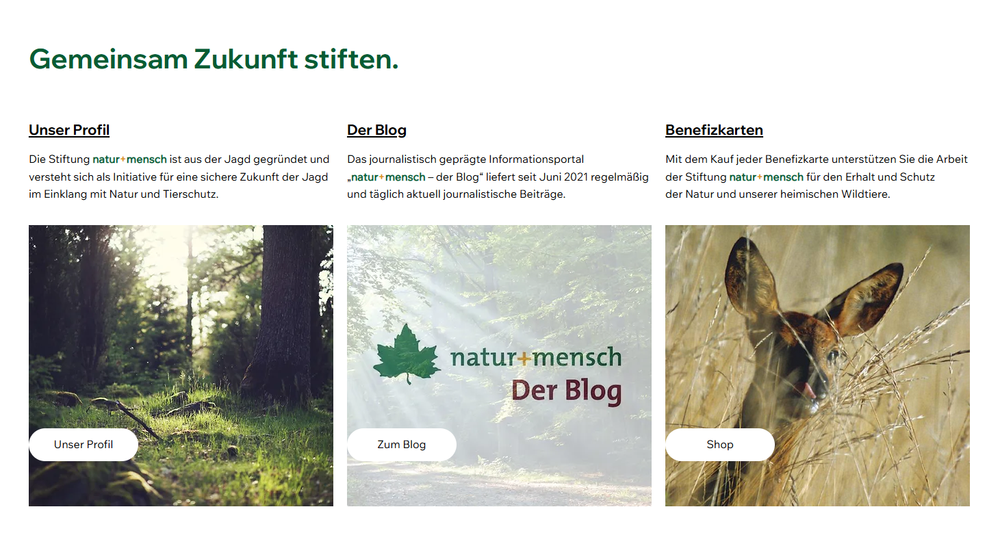 Gemeinsam Zukunft stiften.
Unser Profil
Die Stiftung natur+mensch ist aus der Jagd gegründet und
versteht sich als Initiative für eine sichere Zukunft der Jagd
im Einklang mit Natur und Tierschutz.
Der Blog
Das journalistisch geprägte Informationsportal
„natur+mensch – der Blog“ liefert seit Juni 2021 regelmäßig
und täglich aktuell journalistische Beiträge.
Benefizkarten
Mit dem Kauf jeder Benefizkarte unterstützen Sie die Arbeit
der Stiftung natur+mensch für den Erhalt und Schutz
der Natur und unserer heimischen Wildtiere.
Unser Profil
natur+mensch
Der Blog
Zum Blog
Shop